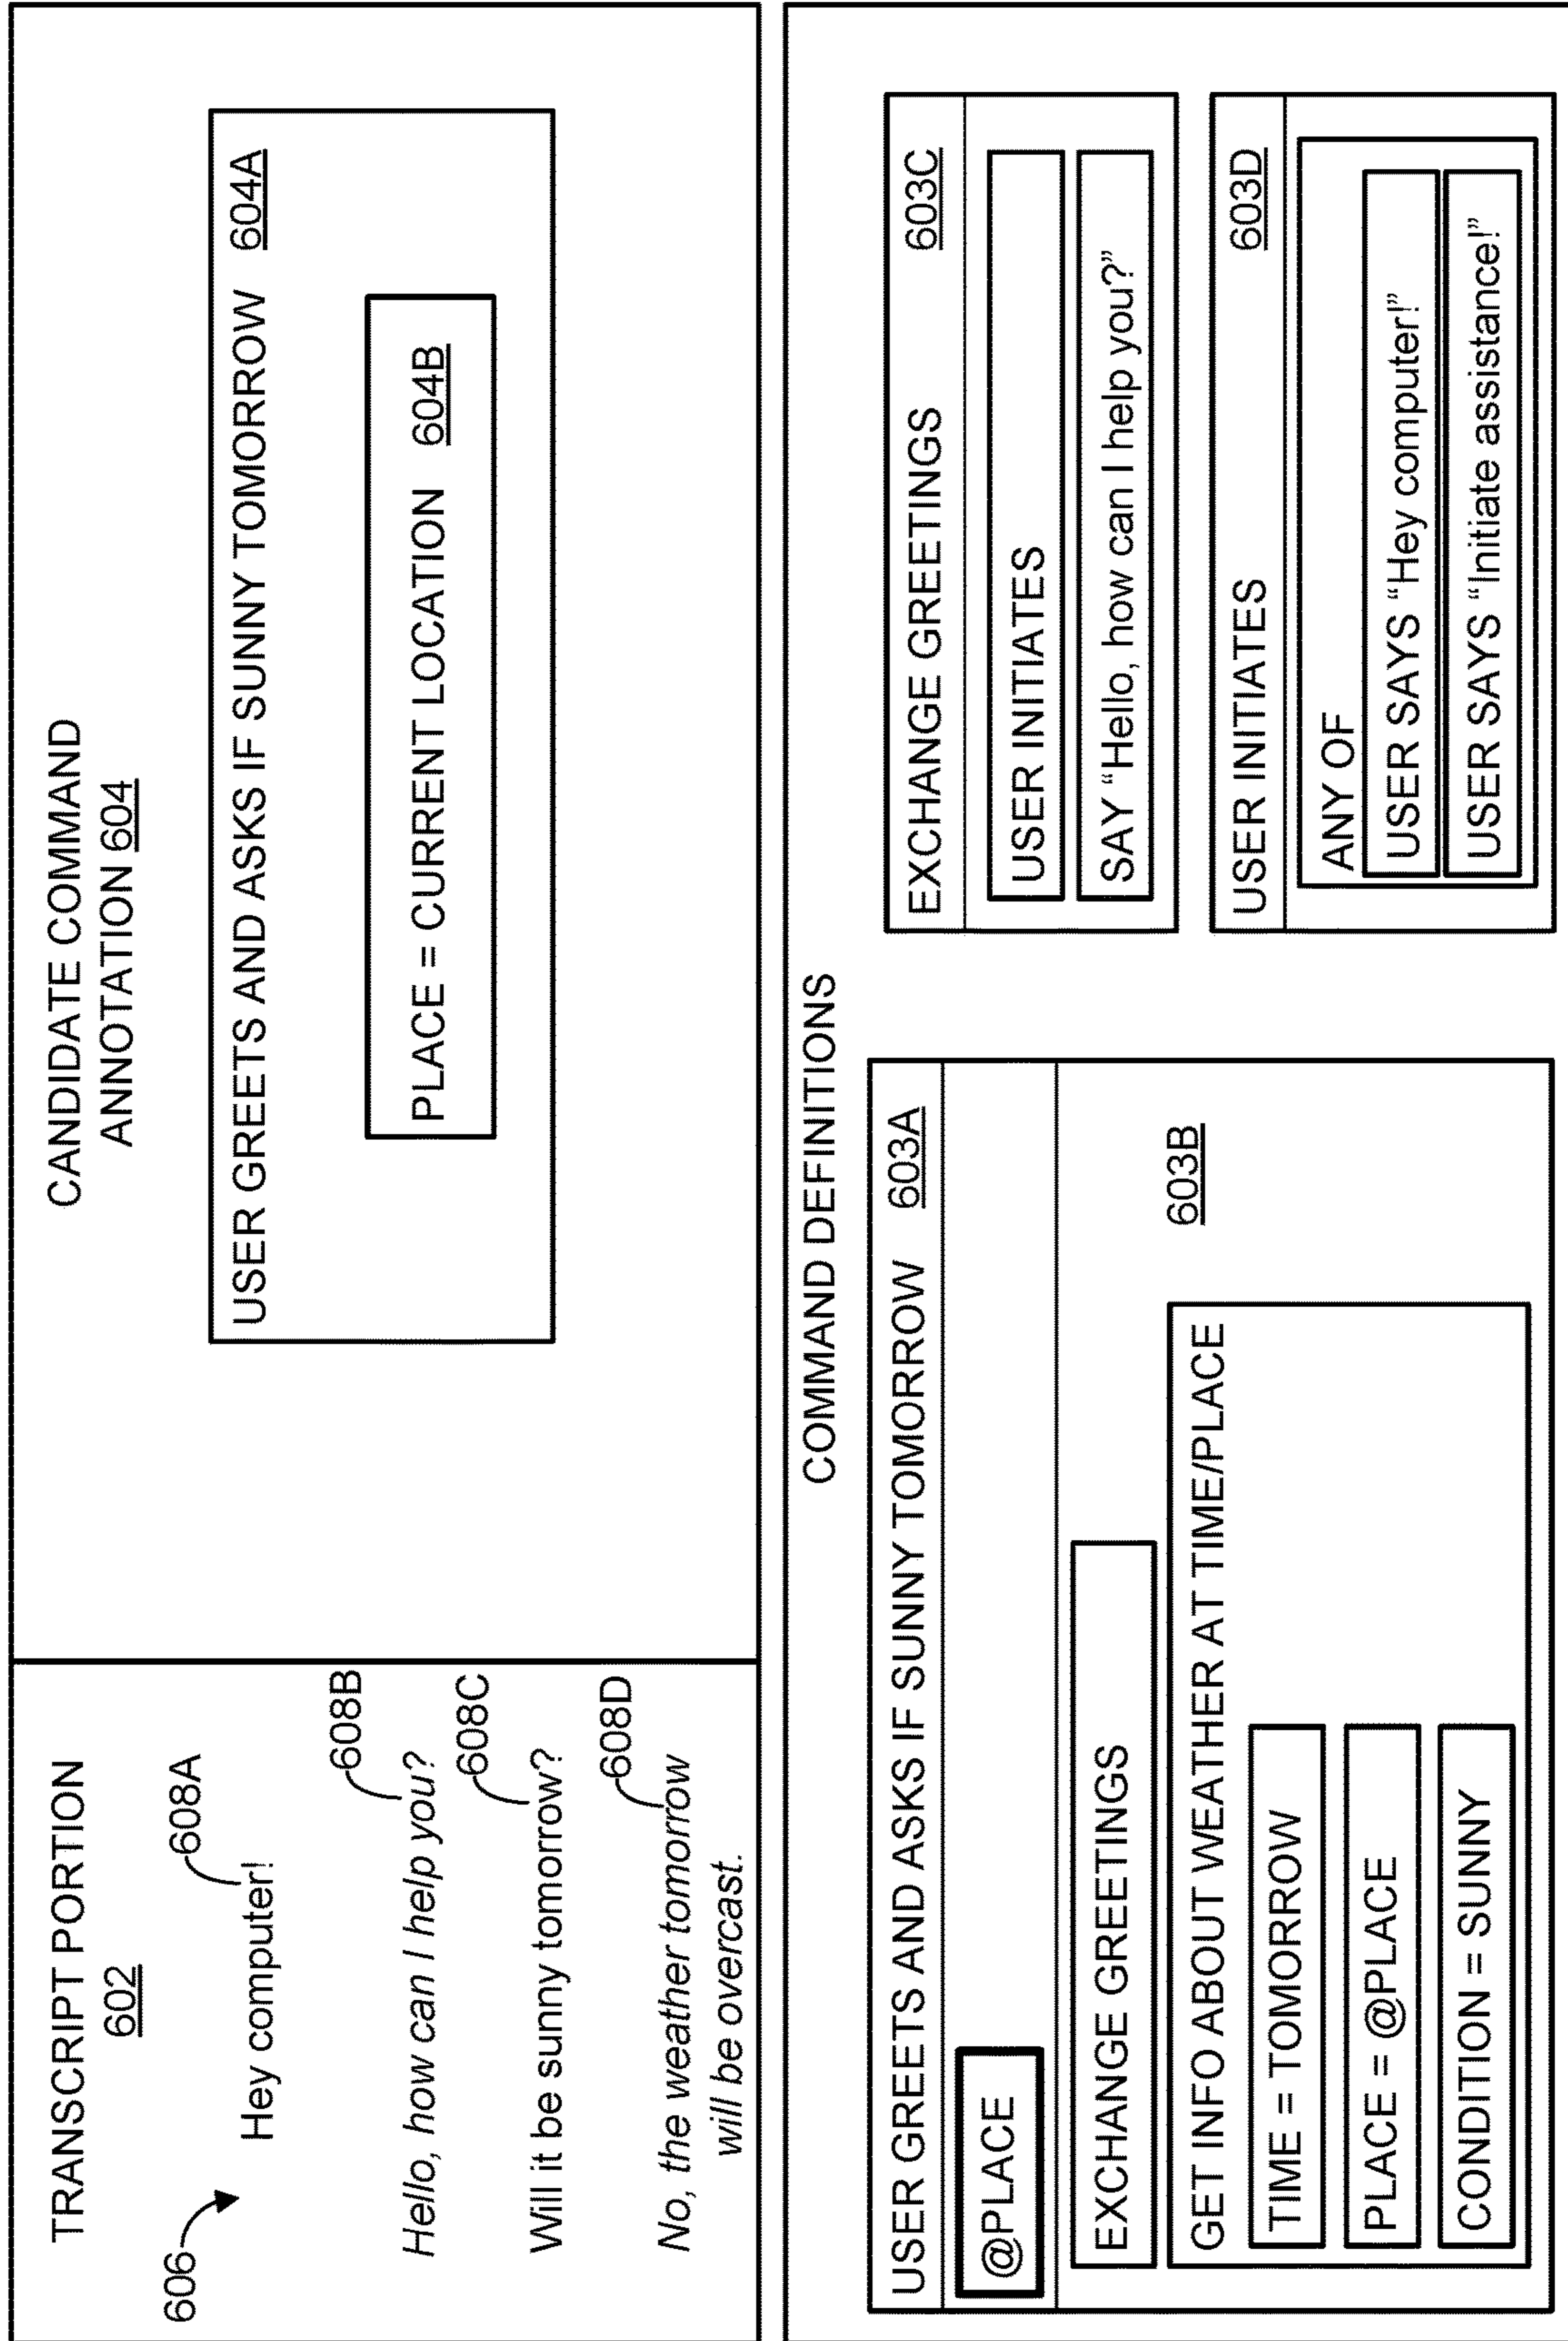 TRANSCRIPT PORTION
602
606
608A
Hey computer!
608B
Hello, how can I help you?
608C
Will it be sunny tomorrow?
608D
No, the weather tomorrow
will be overcast.
CANDIDATE COMMAND
ANNOTATION 604
USER GREETS AND ASKS IF SUNNY TOMORROW 604A
PLACE = CURRENT LOCATION 604B
COMMAND DEFINITIONS
USER GREETS AND ASKS IF SUNNY TOMORROW 603A
@PLACE
EXCHANGE GREETINGS
603B
GET INFO ABOUT WEATHER AT TIME/PLACE
TIME = TOMORROW
PLACE = @PLACE
CONDITION = SUNNY
EXCHANGE GREETINGS 603C
USER INITIATES
SAY “Hello, how can I help you?”
USER INITIATES 603D
ANY OF
USER SAYS “Hey computer!”
USER SAYS “Initiate assistance!”